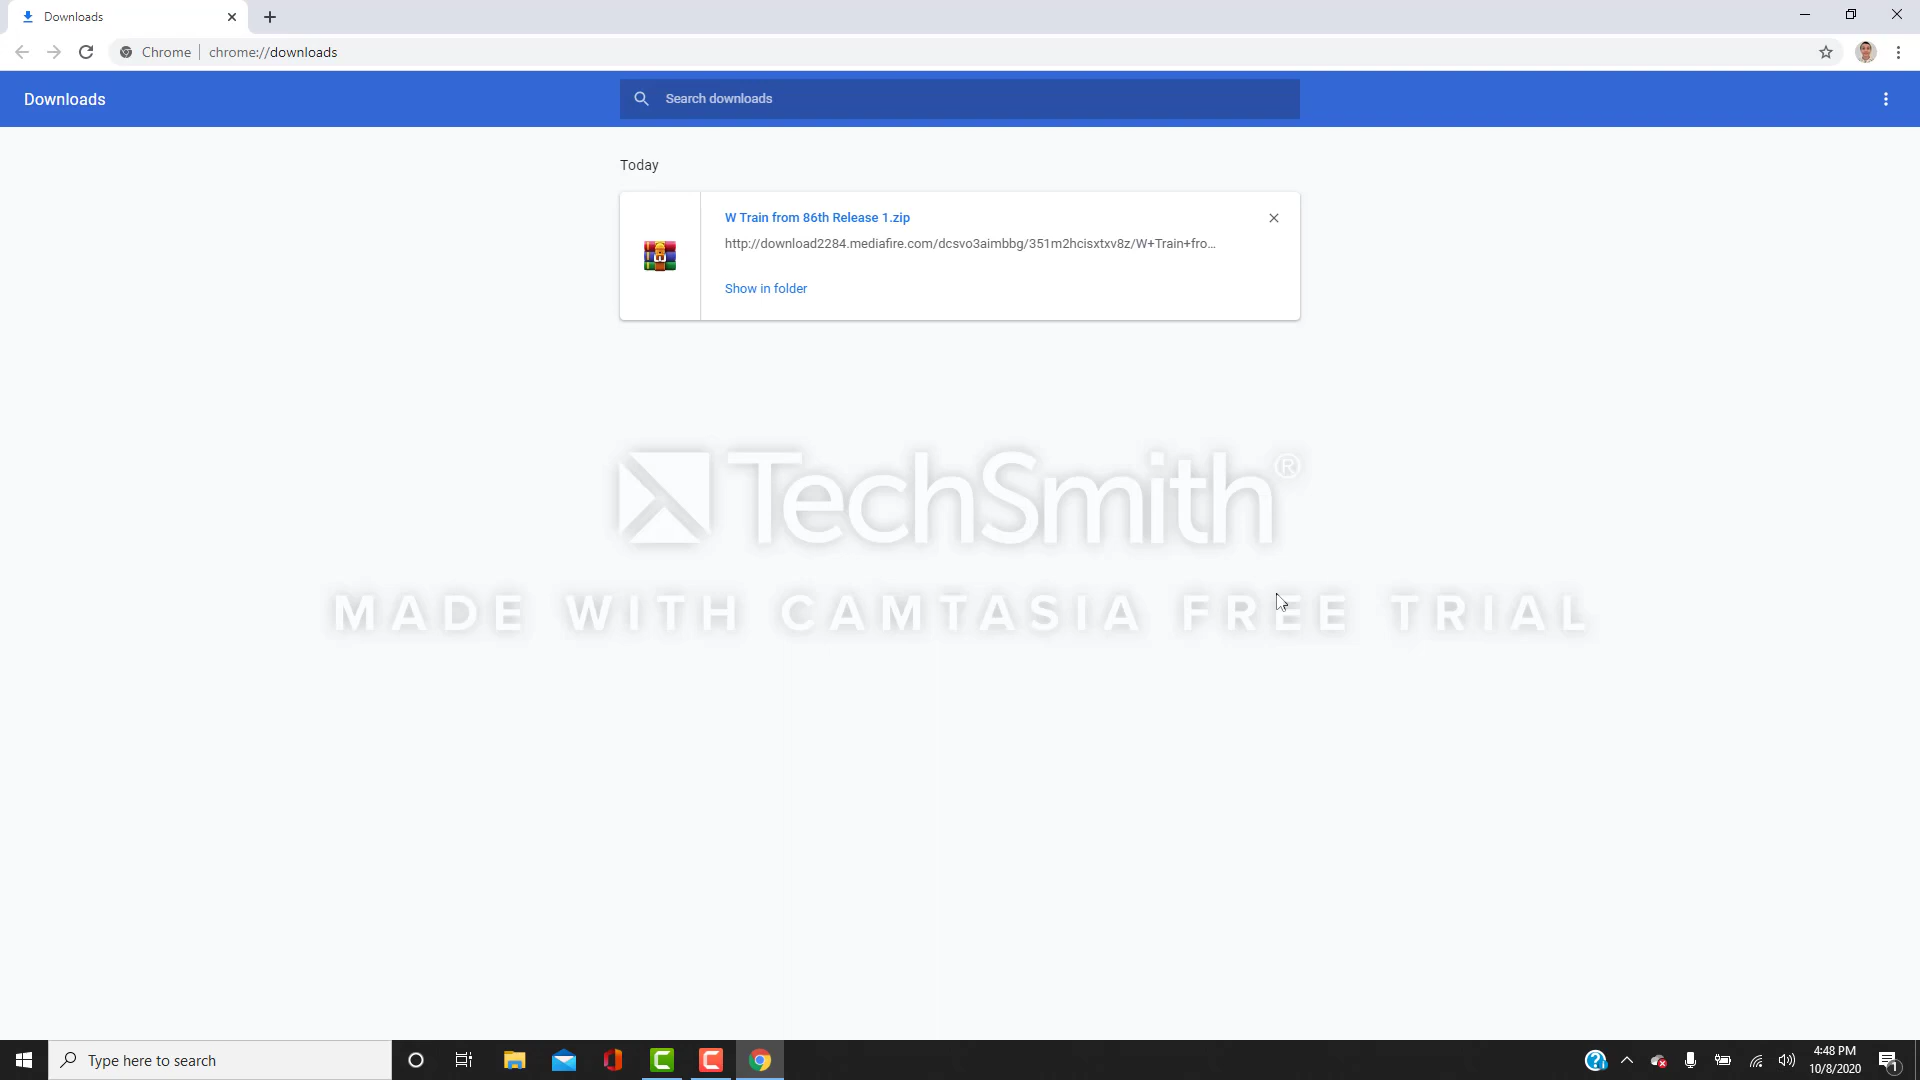 Downloads
Chrome
chrome://downloads
Downloads
Search downloads
Today
W Train from 86th Release 1.zip
http://download2284.mediafire.com/dcsvo3aimbbg/351m2hcisxtxv8z/W+Train+fro...
Show in folder
TechSmith®
MADE WITH CAMTASIA FREE TRIAL
Type here to search
4:48 PM
10/8/2020
1